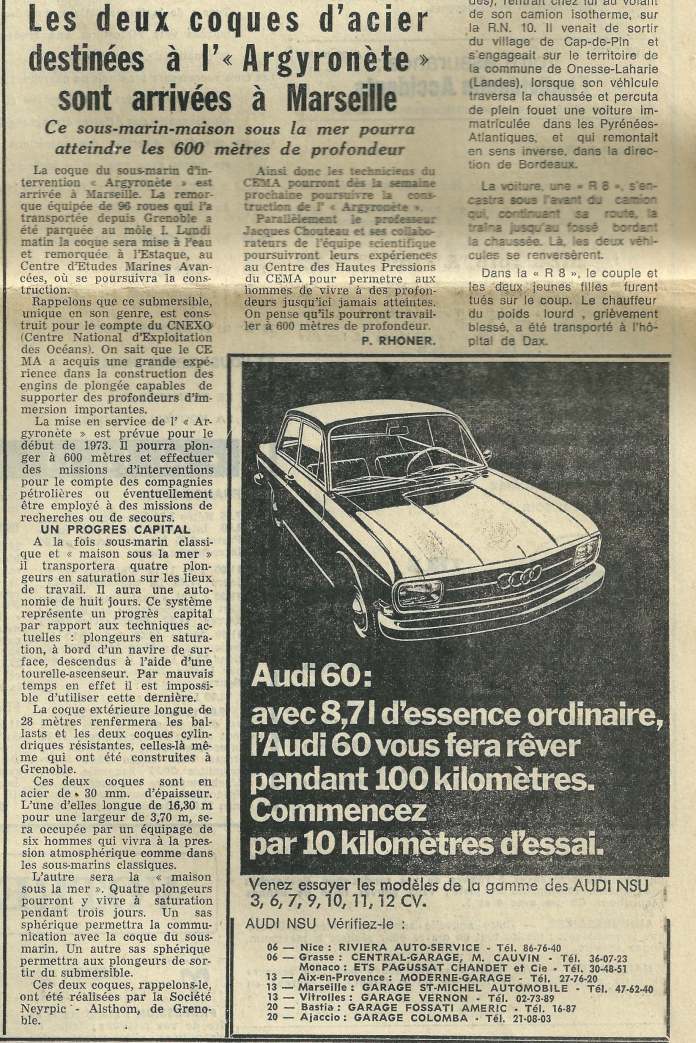 Les deux coques d'acier
destinées à l'« Argyronète »
sont arrivées à Marseille
Ce sous-marin-maison sous la mer pourra
atteindre les 600 mètres de profondeur
La coque du sous-marin d'in-
tervention « Argyronète » est
arrivée à Marseille. La remor-
que équipée de 96 roues qui l'a
transportée depuis Grenoble a
été parquée au môle I. Lundi
matin la coque sera mise à l'eau
et remorquée à l'Estaque, au
Centre d'Etudes Marines Avan-
cées, où se poursuivra la cons-
truction.
Rappelons que ce submersible,
unique en son genre, est cons-
truit pour le compte du CNEXO
(Centre National d'Exploitation
des Océans). On sait que le CE
MA a acquis une grande expé-
rience dans la construction des
engins de plongée capables de
supporter des profondeurs d'im-
mersion importantes.
La mise en service de l' « Ar-
gyronète » est prévue pour le
début de 1973. Il pourra plon-
ger à 600 mètres et effectuer
des missions d'interventions
pour le compte des compagnies
pétrolières ou éventuellement
être employé à des missions de
recherches ou de secours.
UN PROGRES CAPITAL
A la fois sous-marin classi-
que et « maison sous la mer »
il transportera quatre plon-
geurs en saturation sur les lieux
de travail. Il aura une auto-
nomie de huit jours. Ce système
représente un progrès capital
par rapport aux techniques ac-
tuelles : plongeurs en satura-
tion, à bord d'un navire de sur-
face, descendus à l'aide d'une
tourelle-ascenseur. Par mauvais
temps en effet il est impossi-
ble d'utiliser cette dernière.
La coque extérieure longue de
28 mètres renfermera les bal-
lasts et les deux coques cylin-
driques résistantes, celles-là mê-
me qui ont été construites à
Grenoble.
Ces deux coques sont en
acier de 30 mm. d'épaisseur.
L'une d'elles longue de 16,30 m
pour une largeur de 3,70 m, se-
ra occupée par un équipage de
six hommes qui vivra à la pres-
sion atmosphérique comme dans
les sous-marins classiques.
L'autre sera la « maison
sous la mer ». Quatre plongeurs
pourront y vivre à saturation
pendant trois jours. Un sas
sphérique permettra la commu-
nication avec la coque du sous-
marin. Un autre sas sphérique
permettra aux plongeurs de sor-
tir du submersible.
Ces deux coques, rappelons-le,
ont été réalisées par la Société
Neyrpic - Alsthom, de Greno-
ble.
Ainsi donc les techniciens du
CEMA pourront dès la semaine
prochaine poursuivre la cons-
truction de l' « Argyronète ».
Parallèlement le professeur
Jacques Chouteau et ses collabo-
rateurs de l'équipe scientifique
poursuivront leurs expériences
au Centre des Hautes Pressions
du CEMA pour permetre aux
hommes de vivre à des profon-
deurs jusqu'ici jamais atteintes.
On pense qu'ils pourront travail-
ler à 600 mètres de profondeur.
P. RHONER.
des), rentrait chez lui au volant
de son camion isotherme, sur
la R.N. 10. Il venait de sortir
du village de Cap-de-Pin et
s'engageait sur le territoire de
la commune de Onesse-Laharie
(Landes), lorsque son véhicule
traversa la chaussée et percuta
de plein fouet une voiture im-
matriculée dans les Pyrénées-
Atlantiques, et qui remontait
en sens inverse, dans la direc-
tion de Bordeaux.
La voiture, une « R 8 », s'en-
castra sous l'avant du camion
qui, continuant sa route, la
traîna jusqu'au fossé bordant
la chaussée. Là, les deux véhi-
cules se renversèrent.
Dans la « R 8 », le couple et
les deux jeunes filles furent
tués sur le coup. Le chauffeur
du poids lourd , grièvement
blessé, a été transporté à l'hô-
pital de Dax.
Audi 60:
avec 8,7 l d'essence ordinaire,
l'Audi 60 vous fera rêver
pendant 100 kilomètres.
Commencez
par 10 kilomètres d'essai.
Venez essayer les modèles de la gamme des AUDI NSU
3, 6, 7, 9, 10, 11, 12 CV.
AUDI NSU Vérifiez-le :
06 — Nice : RIVIERA AUTO-SERVICE - Tél. 86-76-40
06 — Grasse : CENTRAL-GARAGE, M. CAUVIN - Tél. 36-07-23
Monaco : ETS PAGUSSAT CHANDET et Cie - Tél. 30-48-51
13 — Aix-en-Provence : MODERNE-GARAGE - Tél. 27-76-20
13 — Marseille : GARAGE ST-MICHEL AUTOMOBILE - Tél. 47-62-40
13 — Vitrolles : GARAGE VERNON - Tél. 02-73-89
20 — Bastia : GARAGE FOSSATI AMERIC - Tél. 16-87
20 — Ajaccio : GARAGE COLOMBA - Tél. 21-08-03